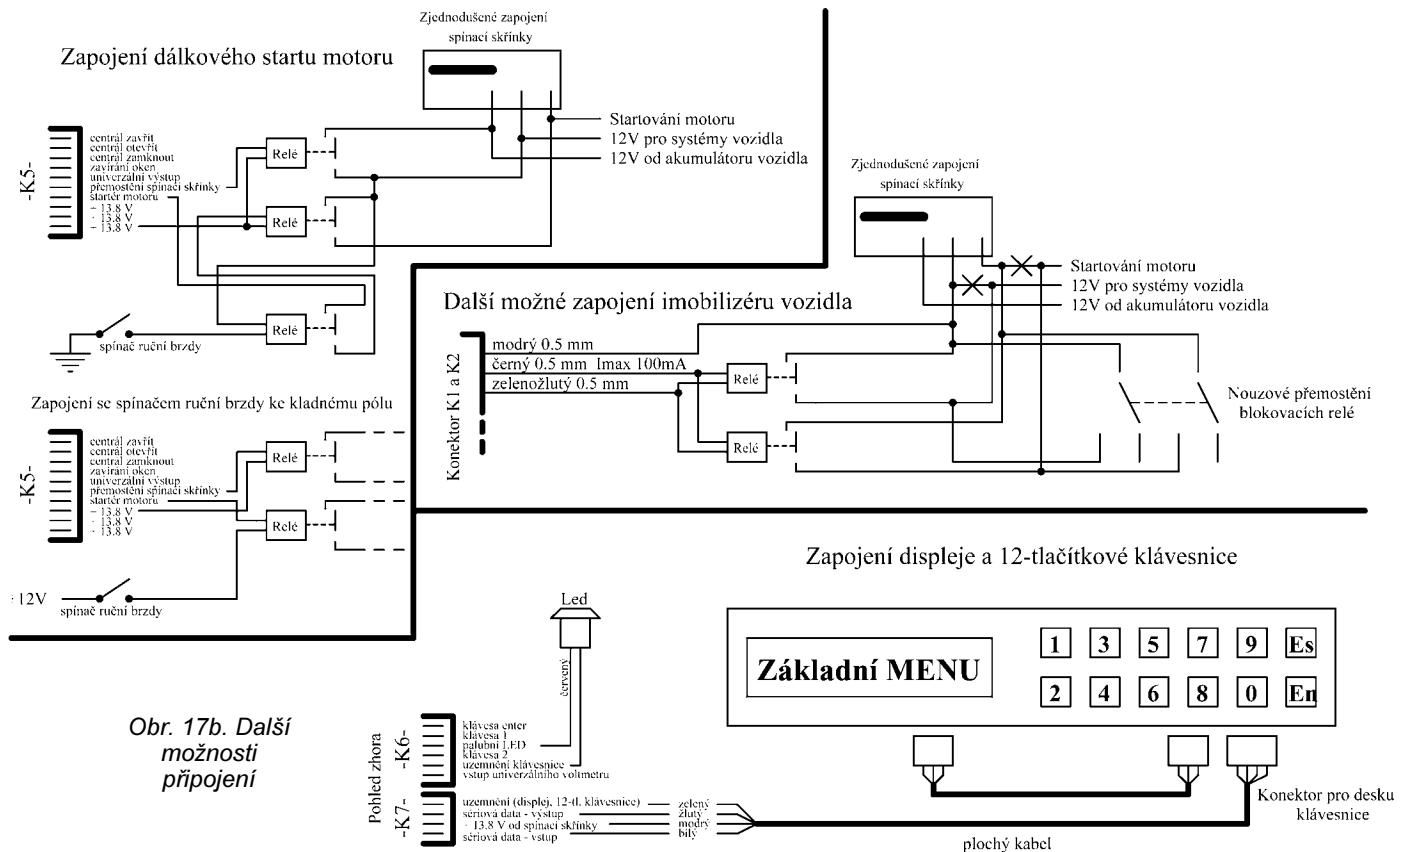 Zapojení dálkového startu motoru
Zjednodušené zapojení
spínací skřínky
Startování motoru
12V pro systémy vozidla
12V od akumulátoru vozidla
-K5-
centrál zavřít
centrál otevřít
centrál zamknout
zavírání oken
univerzální výstup
přemostění spínací skřínky
startér motoru
+ 13.8 V
+ 13.8 V
+ 13.8 V
Relé
Relé
Relé
spínač ruční brzdy
Zapojení se spínačem ruční brzdy ke kladnému pólu
-K5-
centrál zavřít
centrál otevřít
centrál zamknout
zavírání oken
univerzální výstup
přemostění spínací skřínky
startér motoru
+ 13.8 V
13.8 V
13.8 V
Relé
Relé
12V
spínač ruční brzdy
Zjednodušené zapojení
spínací skřínky
Startování motoru
12V pro systémy vozidla
12V od akumulátoru vozidla
Další možné zapojení imobilizéru vozidla
Konektor K1 a K2
modrý 0.5 mm
černý 0.5 mm Imax 100mA
zelenožlutý 0.5 mm
Relé
Relé
Nouzové přemostění
blokovacích relé
Zapojení displeje a 12-tlačítkové klávesnice
Led
červený
Základní MENU
1 3 5 7 9 Es
2 4 6 8 0 En
Obr. 17b. Další
možnosti
připojení
Pohled zhora
-K6-
klávesa enter
klávesa 1
palubní LED
klávesa 2
uzemnění klávesnice
vstup univerzálního voltmetru
-K7-
uzemnění (displej, 12-tl. klávesnice) zelený
sériová data - výstup žlutý
+ 13.8 V od spínací skřínky modrý
sériová data - vstup bílý
plochý kabel
Konektor pro desku
klávesnice